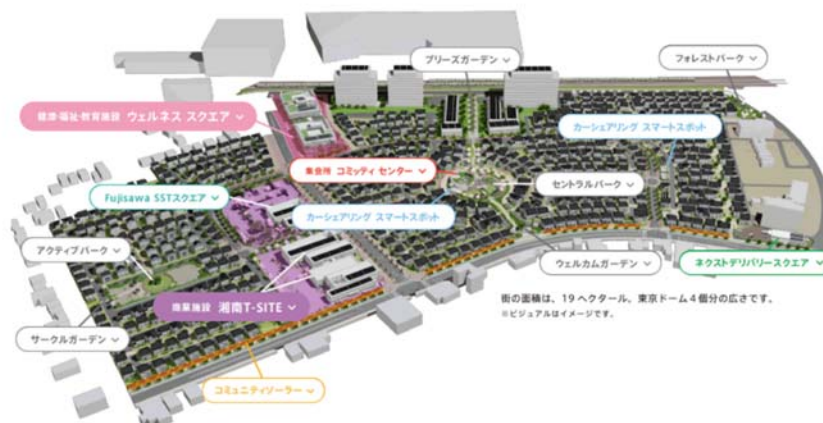 ブリーズガーデン
フォレストパーク
健康・福祉・教育施設 ウェルネス スクエア
カーシェアリング スマートスポット
集会所 コミッティ センター
セントラルパーク
Fujisawa SSTスクエア
カーシェアリング スマートスポット
アクティブパーク
ウェルカムガーデン
ネクストデリバリースクエア
商業施設 湘南T-SITE
街の面積は、19ヘクタール。東京ドーム4個分の広さです。
※ビジュアルはイメージです。
サークルガーデン
コミュニティソーラー